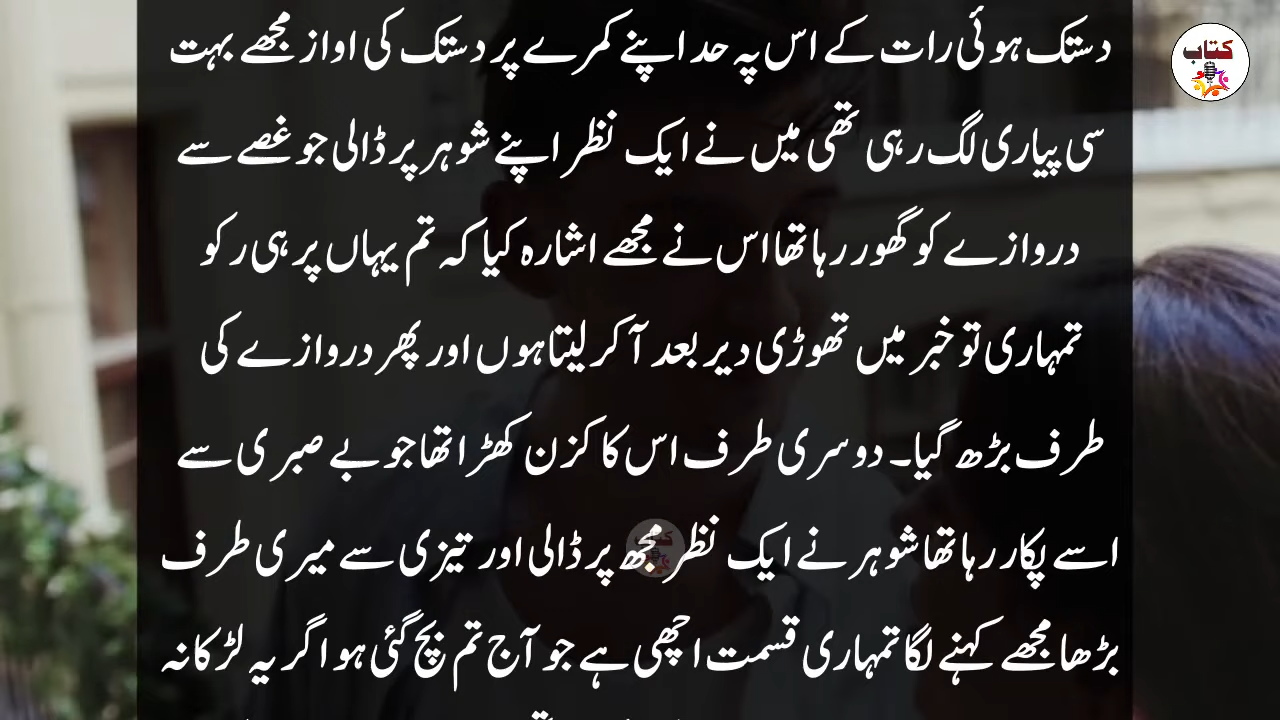 کتاب
دستک ہوئی رات کے اس پہ حد اپنے کمرے پر دستک کی اواز مجھے بہت
سی پیاری لگ رہی تھی میں نے ایک نظر اپنے شوہر پر ڈالی جو غصے سے
دروازے کو گھور رہا تھا اس نے مجھے اشارہ کیا کہ تم یہاں پر ہی رکو
تمہاری تو خبر میں تھوڑی دیر بعد آ کر لیتا ہوں اور پھر دروازے کی
طرف بڑھ گیا۔ دوسری طرف اس کا کزن کھڑا تھا جو بے صبری سے
اسے پکار رہا تھا شوہر نے ایک نظر مجھ پر ڈالی اور تیزی سے میری طرف
بڑھا مجھے کہنے لگا تمہاری قسمت اچھی ہے جو آج تم بچ گئی ہو اگر یہ لڑکا نہ